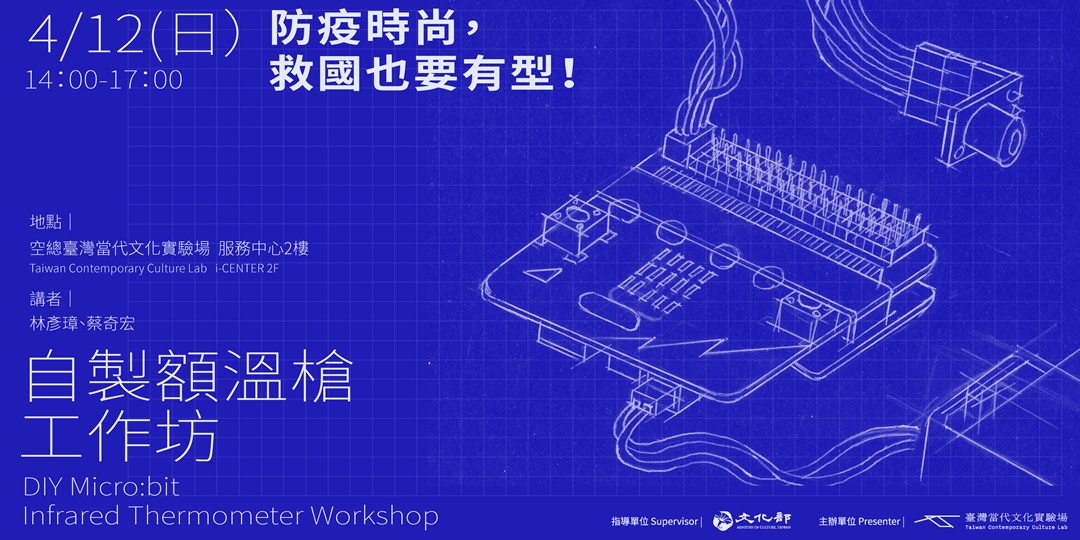 4/12(日)
14:00-17:00
防疫時尚，
救國也要有型！
地點｜
空總臺灣當代文化實驗場 服務中心2樓
Taiwan Contemporary Culture Lab i-CENTER 2F
講者｜
林彥璋、蔡奇宏
自製額溫槍
工作坊
DIY Micro:bit
Infrared Thermometer Workshop
指導單位 Supervisor｜ 文化部
MINISTRY OF CULTURE, TAIWAN
主辦單位 Presenter｜ 臺灣當代文化實驗場
Taiwan Contemporary Culture Lab